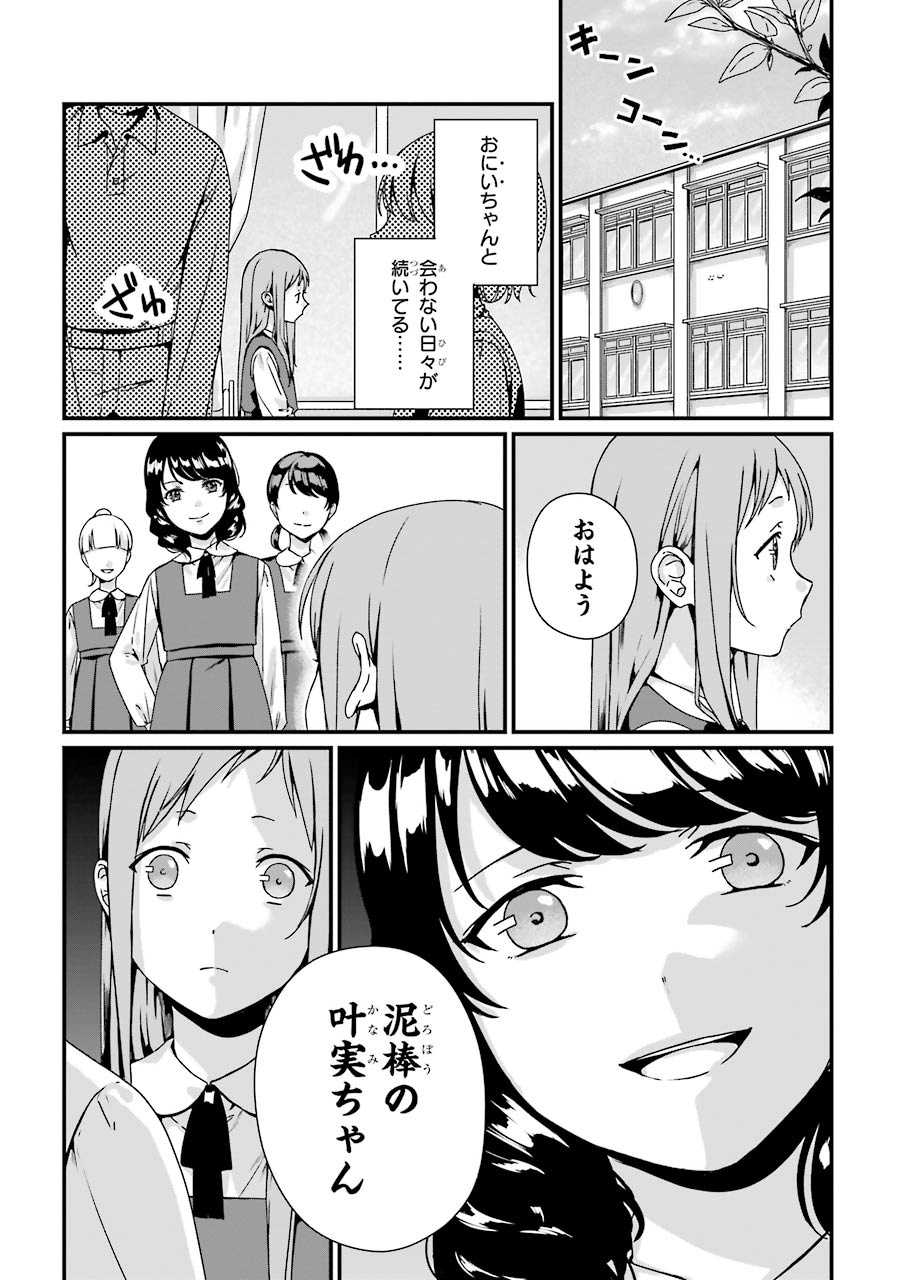 キーン
コーン…
おにいちゃんと
会わない日々が
続いてる……
ざわ…
ざわ
おはよう
泥棒の
叶実ちゃん